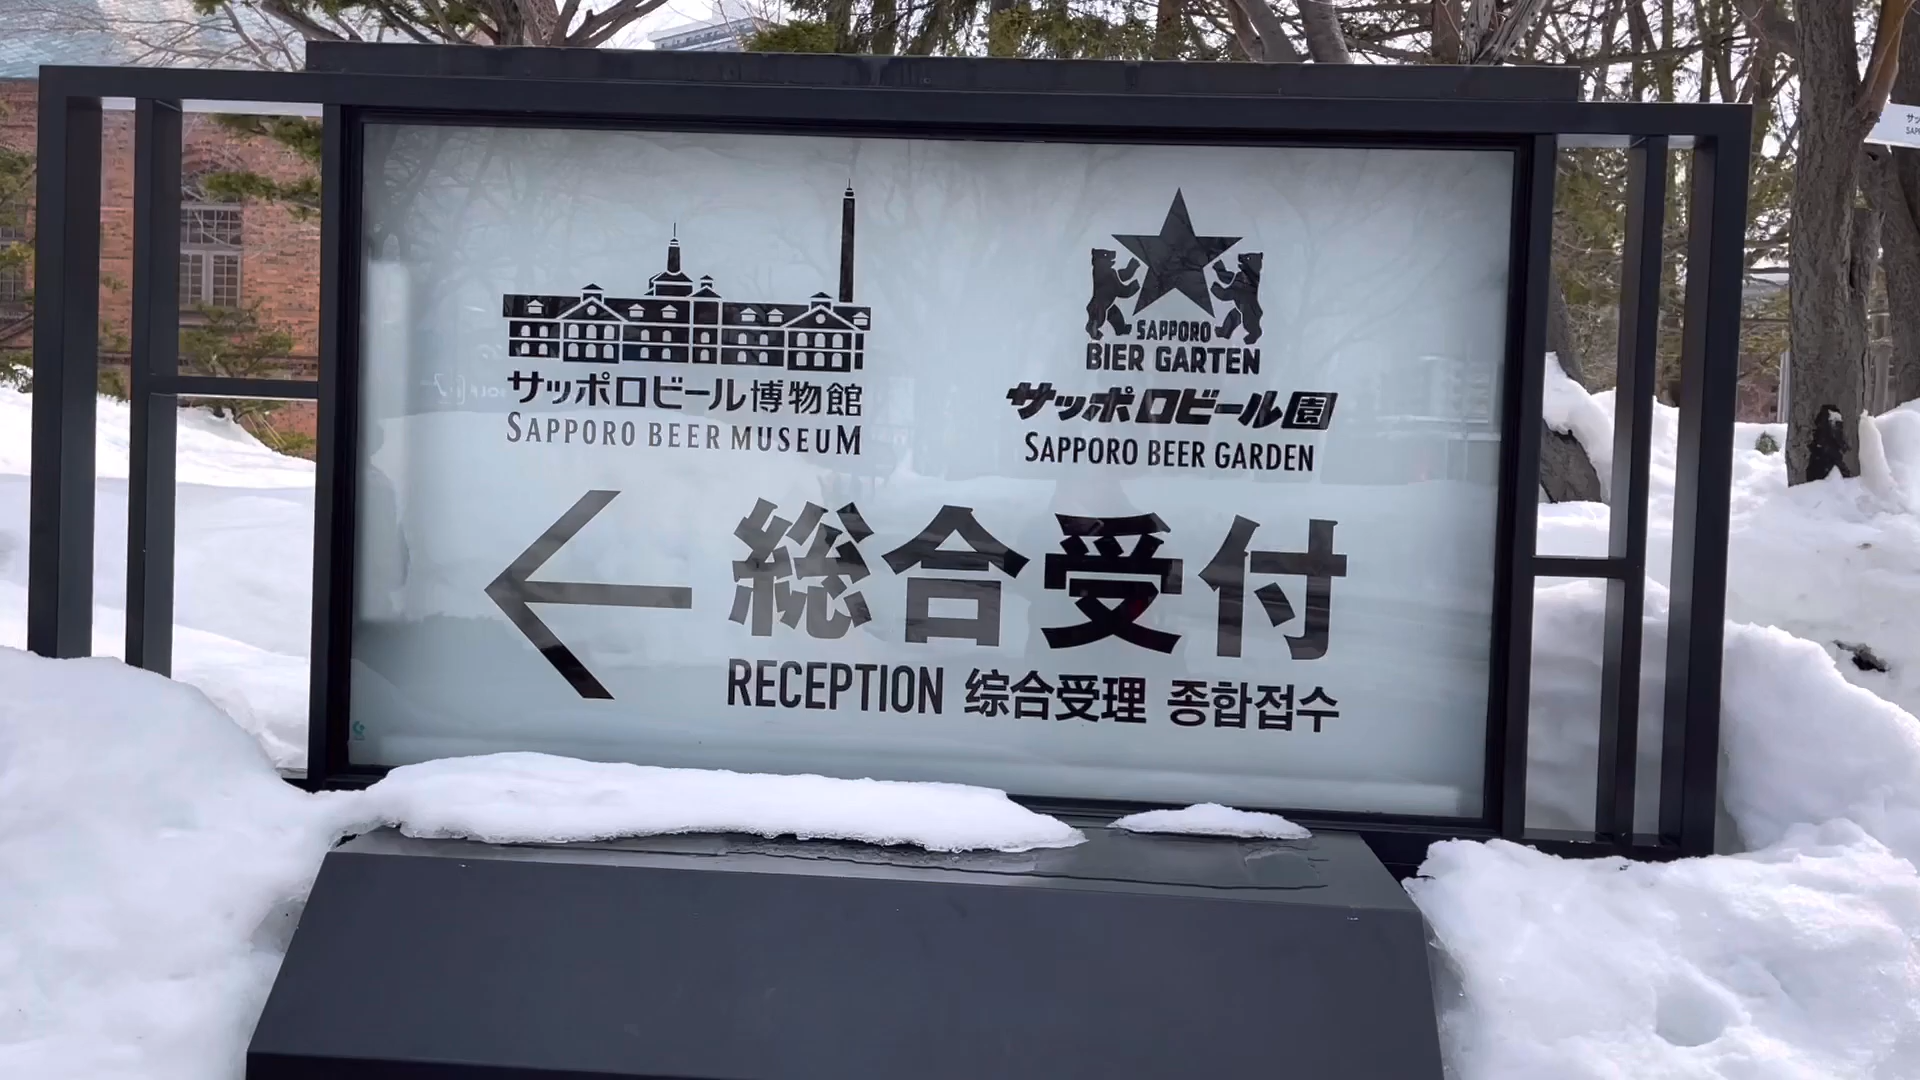 サッポロビール博物館
SAPPORO BEER MUSEUM
SAPPORO
BIER GARTEN
サッポロビール園
SAPPORO BEER GARDEN
総合受付
RECEPTION 综合受理 종합접수